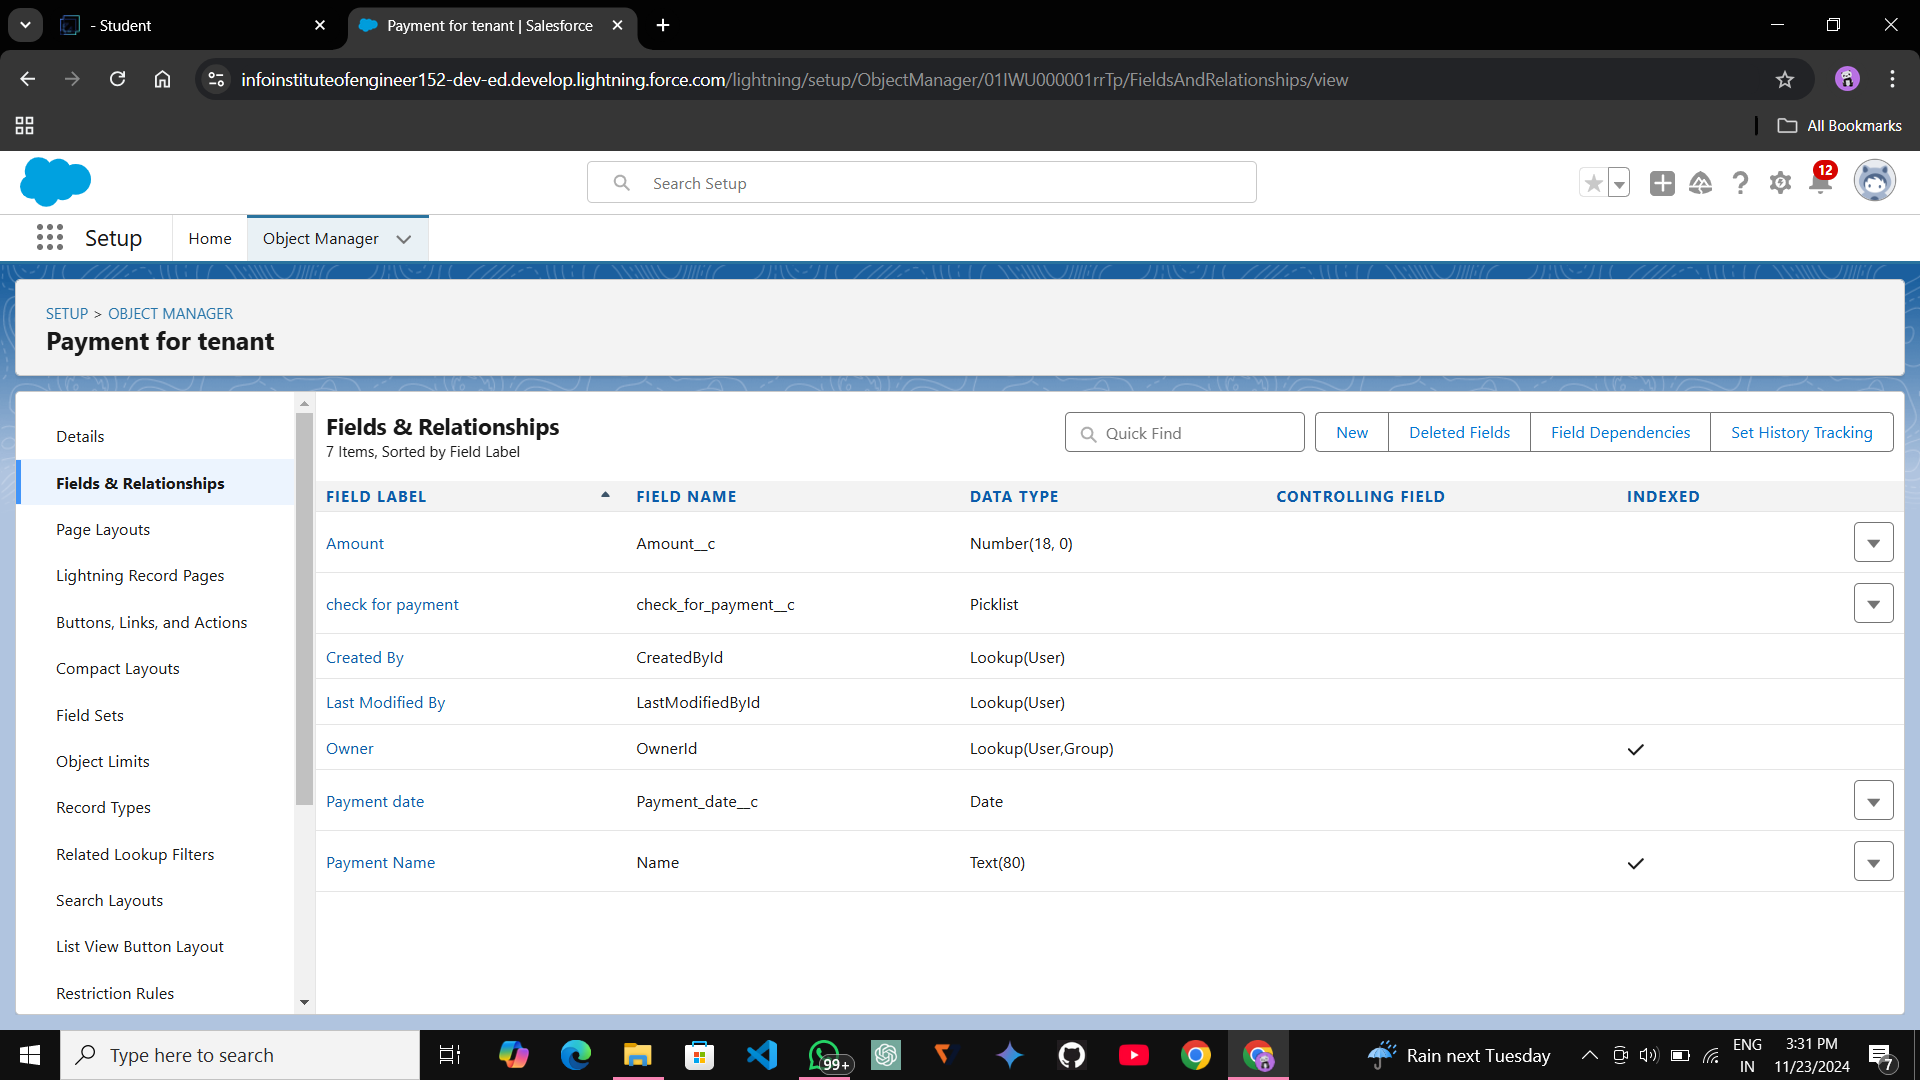 - Student
Payment for tenant | Salesforce
infoinstituteofengineer152-dev-ed.develop.lightning.force.com/lightning/setup/ObjectManager/01IWU000001rrTp/FieldsAndRelationships/view
All Bookmarks
Search Setup
12
Setup
Home
Object Manager
SETUP > OBJECT MANAGER
Payment for tenant
Details
Fields & Relationships
Page Layouts
Lightning Record Pages
Buttons, Links, and Actions
Compact Layouts
Field Sets
Object Limits
Record Types
Related Lookup Filters
Search Layouts
List View Button Layout
Restriction Rules
Fields & Relationships
7 Items, Sorted by Field Label
Quick Find
New
Deleted Fields
Field Dependencies
Set History Tracking
FIELD LABEL FIELD NAME DATA TYPE CONTROLLING FIELD INDEXED
Amount Amount__c Number(18, 0)
check for payment check_for_payment__c Picklist
Created By CreatedById Lookup(User)
Last Modified By LastModifiedById Lookup(User)
Owner OwnerId Lookup(User,Group)
Payment date Payment_date__c Date
Payment Name Name Text(80)
Type here to search
99+
Rain next Tuesday
ENG
IN
3:31 PM
11/23/2024
7